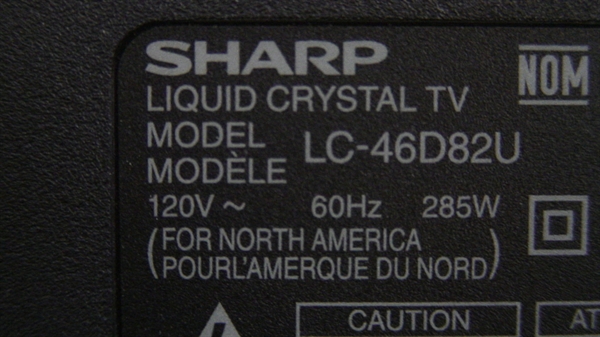 SHARP
NOM
LIQUID CRYSTAL TV
MODEL
MODÈLE
LC-46D82U
120V ~ 60Hz 285W
(FOR NORTH AMERICA
POURL'AMERQUE DU NORD)
CAUTION
AT